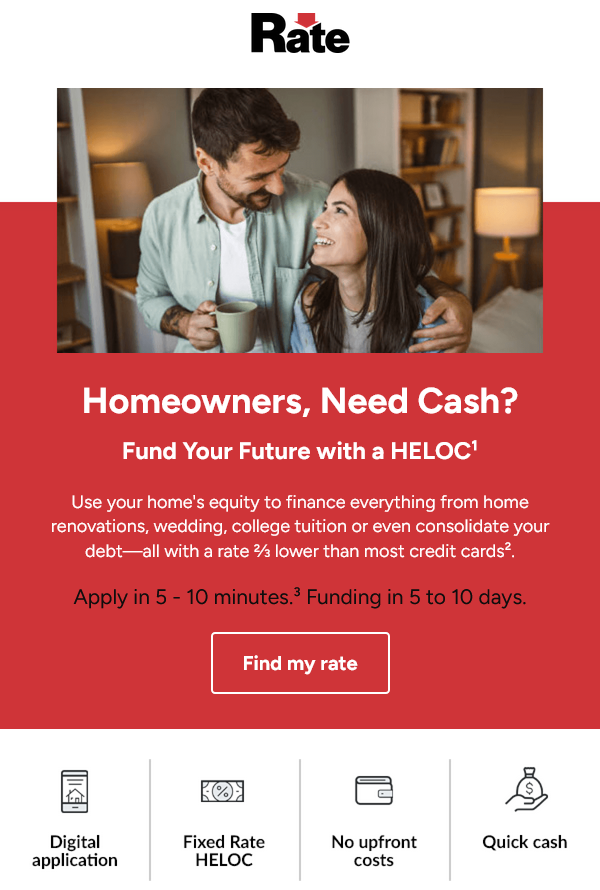 Rate
Homeowners, Need Cash?
Fund Your Future with a HELOC¹
Use your home's equity to finance everything from home
renovations, wedding, college tuition or even consolidate your
debt—all with a rate ⅔ lower than most credit cards².
Apply in 5 - 10 minutes.³ Funding in 5 to 10 days.
Find my rate
Digital
application
Fixed Rate
HELOC
No upfront
costs
Quick cash